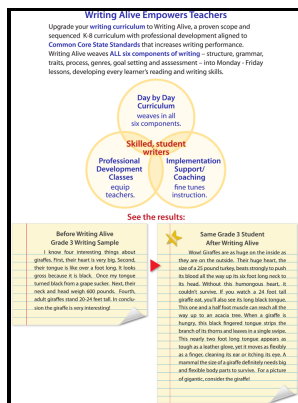 Writing Alive Empowers Teachers
Upgrade your writing curriculum to Writing Alive, a proven scope and
sequenced K-8 curriculum with professional development aligned to
Common Core State Standards that increases writing performance.
Writing Alive weaves ALL six components of writing – structure, grammar,
traits, process, genres, goal setting and asssessment – into Monday - Friday
lessons, developing every learner's reading and writing skills.
Day by Day
Curriculum
weaves in all
six components.
Skilled, student
writers
Professional
Development
Classes
equip
teachers.
Implementation
Support/
Coaching
fine tunes
instruction.
See the results:
Before Writing Alive
Grade 3 Writing Sample
I know four interesting things about
giraffes. First, their heart is very big. Second,
their tongue is like over a foot long. It looks
gross because it is black. Once my tongue
turned black from a grape sucker. Next, their
neck and head weigh 600 pounds. Fourth,
adult giraffes stand 20-24 feet tall. In conclu-
sion the giraffe is very interesting!
Same Grade 3 Student
After Writing Alive
Wow! Giraffes are as huge on the inside as
they are on the outside. Their huge heart, the
size of a 25 pound turkey, beats strongly to push
its blood all the way up its six foot long neck to
its head. Without this humongous heart, it
couldn't survive. If you watch a 24 foot tall
giraffe eat, you'll also see its long black tongue.
This one and a half foot muscle can reach all the
way up to an acacia tree. When a giraffe is
hungry, this black fingered tongue strips the
branch of its thorns and leaves in a single swipe.
This nearly two foot long tongue appears as
tough as a leather glove, yet it moves as flexibly
as a finger, cleaning its ear or itching its eye. A
mammal the size of a giraffe definitely needs big
and flexible body parts to survive. For a picture
of gigantic, consider the giraffe!